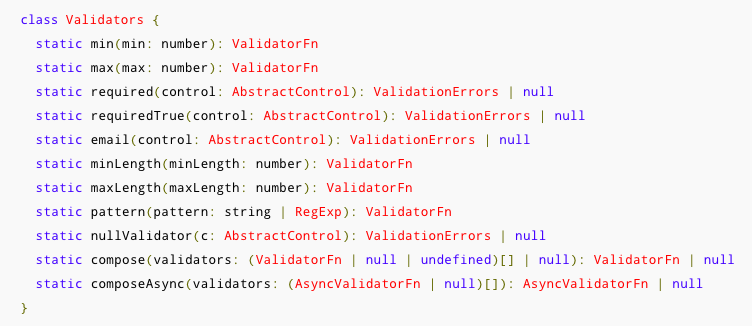 class Validators {
static min(min: number): ValidatorFn
static max(max: number): ValidatorFn
static required(control: AbstractControl): ValidationErrors | null
static requiredTrue(control: AbstractControl): ValidationErrors | null
static email(control: AbstractControl): ValidationErrors | null
static minLength(minLength: number): ValidatorFn
static maxLength(maxLength: number): ValidatorFn
static pattern(pattern: string | RegExp): ValidatorFn
static nullValidator(c: AbstractControl): ValidationErrors | null
static compose(validators: (ValidatorFn | null | undefined)[] | null): ValidatorFn | null
static composeAsync(validators: (AsyncValidatorFn | null)[]): AsyncValidatorFn | null
}